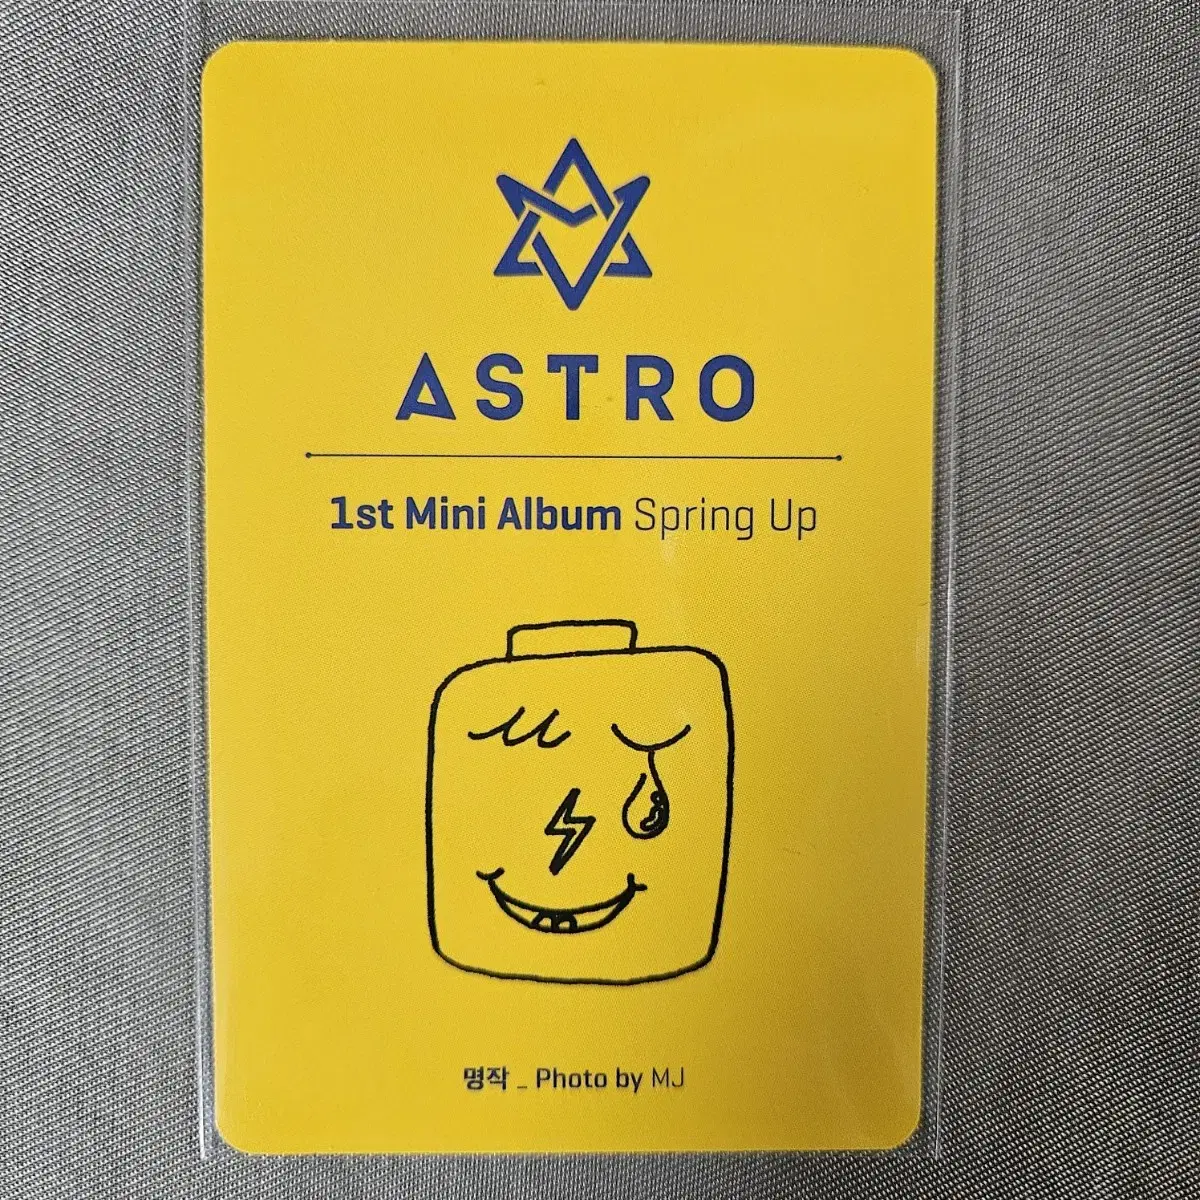 ASTRO
1st Mini Album Spring Up
명작 _ Photo by MJ